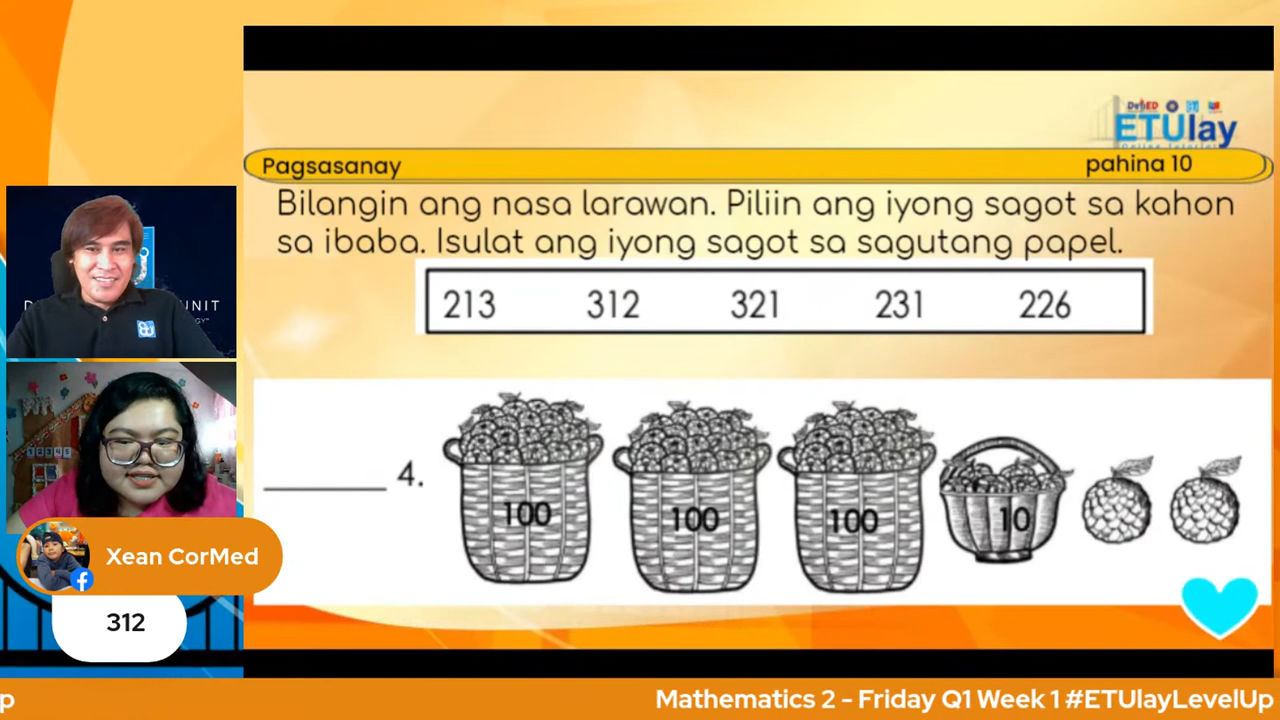 DepED
ETUlay
Pagsasanay
pahina 10
Bilangin ang nasa larawan. Piliin ang iyong sagot sa kahon
sa ibaba. Isulat ang iyong sagot sa sagutang papel.
213 312 321 231 226
4.
100 100 100 10
UNIT
Xean CorMed
312
p
Mathematics 2 - Friday Q1 Week 1 #ETUlayLevelUp